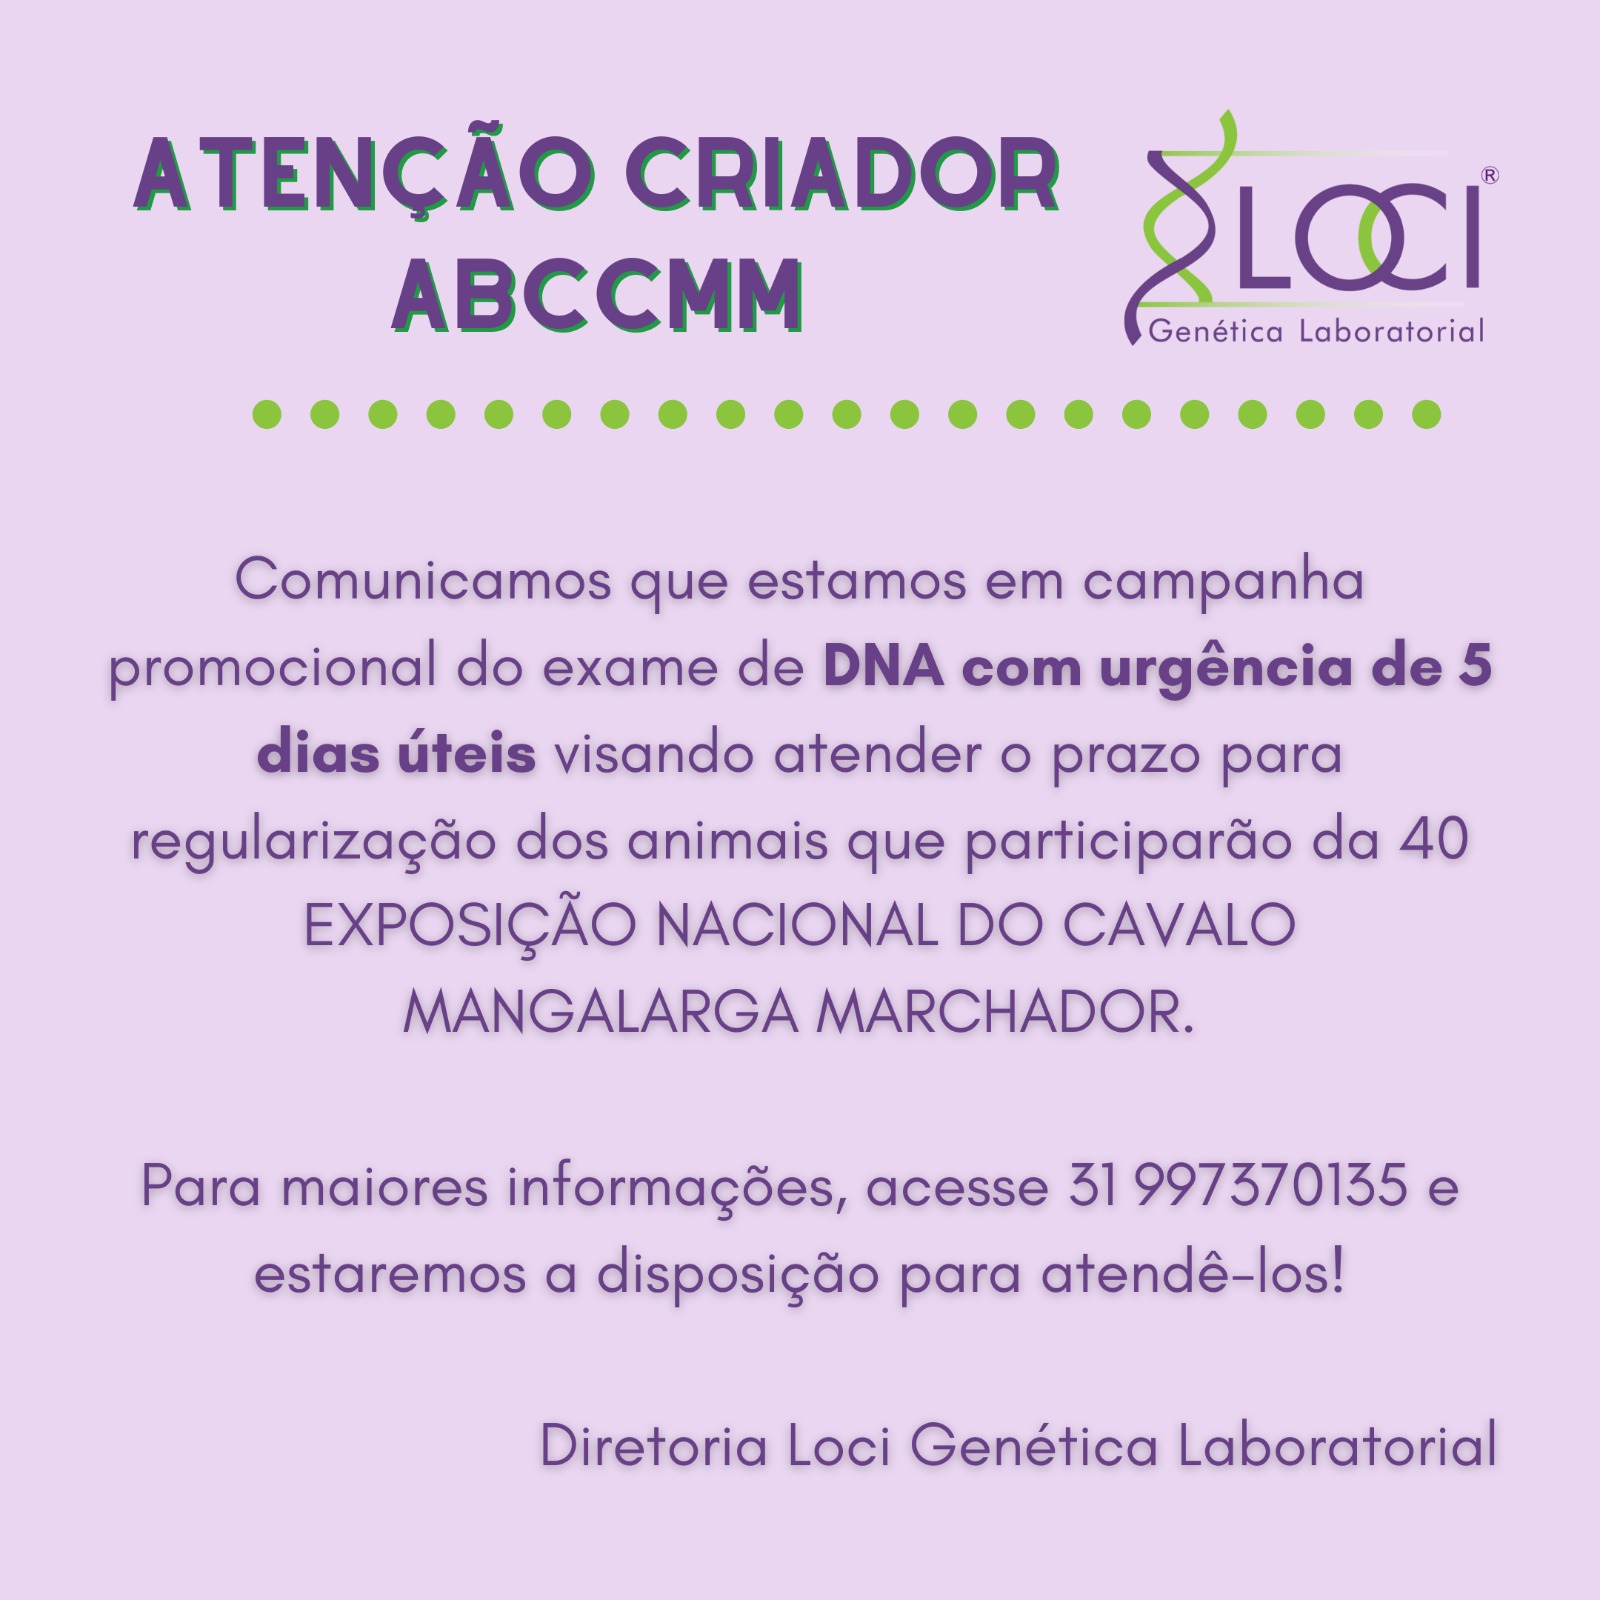 ATENÇÃO CRIADOR
ABCCMM
LOCI®
Genética Laboratorial
Comunicamos que estamos em campanha
promocional do exame de DNA com urgência de 5
dias úteis visando atender o prazo para
regularização dos animais que participarão da 40
EXPOSIÇÃO NACIONAL DO CAVALO
MANGALARGA MARCHADOR.
Para maiores informações, acesse 31 997370135 e
estaremos a disposição para atendê-los!
Diretoria Loci Genética Laboratorial